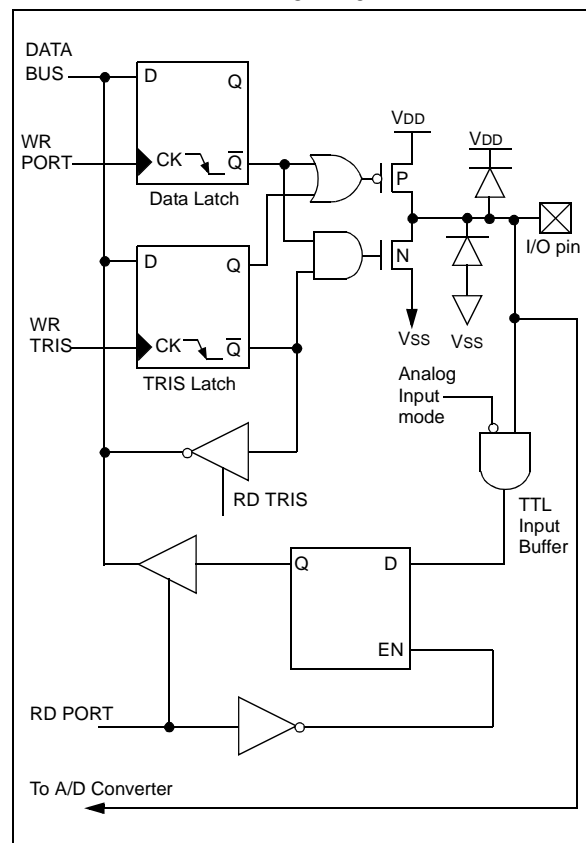 DATA
BUS
D
Q
VDD
VDD
WR
PORT
CK
Q
P
Data Latch
I/O pin
D
Q
N
WR
TRIS
CK
Q
VSS
VSS
TRIS Latch
Analog
Input
mode
RD TRIS
TTL
Input
Buffer
Q
D
EN
RD PORT
To A/D Converter